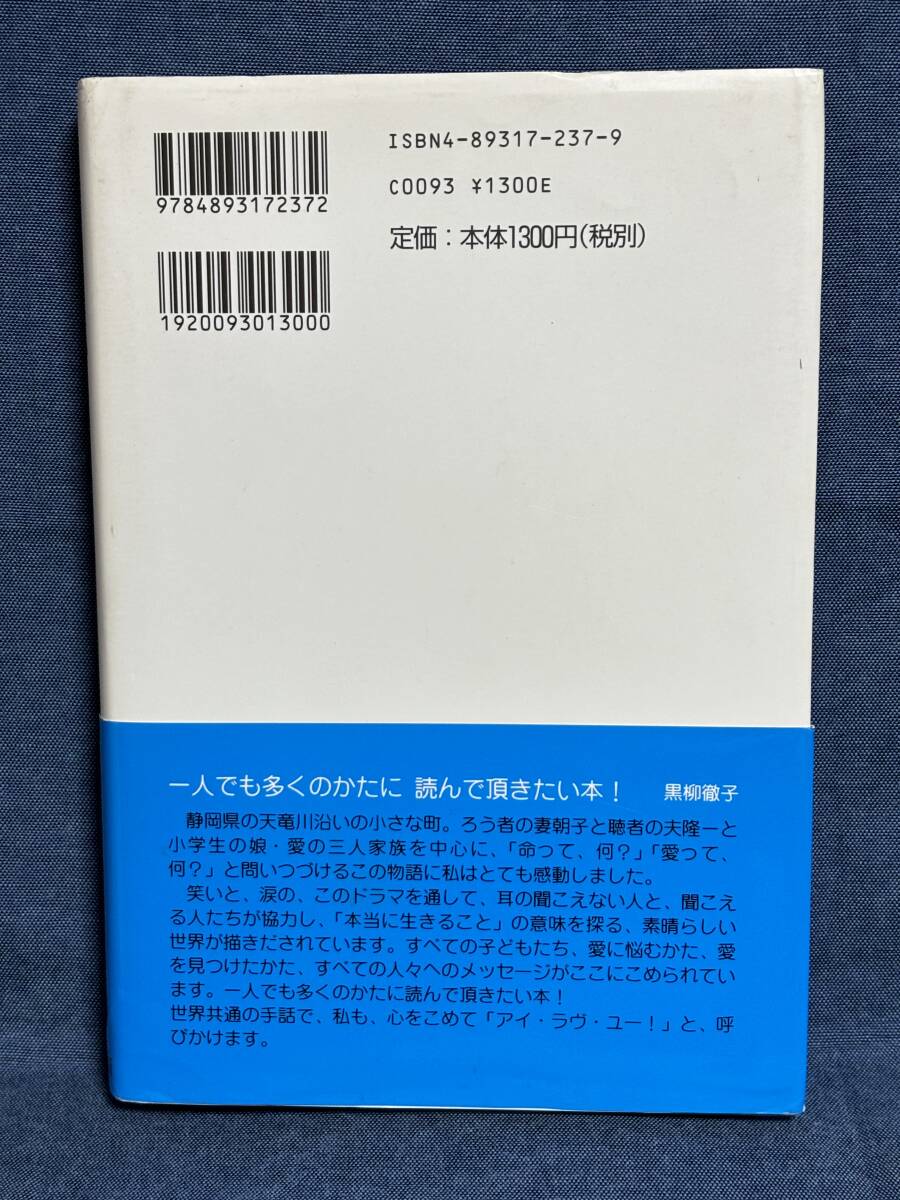 ISBN4-89317-237-9
9784893172372
C0093 ¥1300E
定価：本体1300円（税別）
1920093013000
一人でも多くのかたに 読んで頂きたい本！ 黒柳徹子
静岡県の天竜川沿いの小さな町。ろう者の妻朝子と聴者の夫隆一と
小学生の娘・愛の三人家族を中心に、「命って、何？」「愛って、
何？」と問いつづけるこの物語に私はとても感動しました。
笑いと、涙の、このドラマを通して、耳の聞こえない人と、聞こえ
る人たちが協力し、「本当に生きること」の意味を探る、素晴らしい
世界が描きだされています。すべての子どもたち、愛に悩むかた、愛
を見つけたかた、すべての人々へのメッセージがここにこめられてい
ます。一人でも多くのかたに読んで頂きたい本！
世界共通の手話で、私も、心をこめて「アイ・ラヴ・ユー！」と、呼
びかけます。